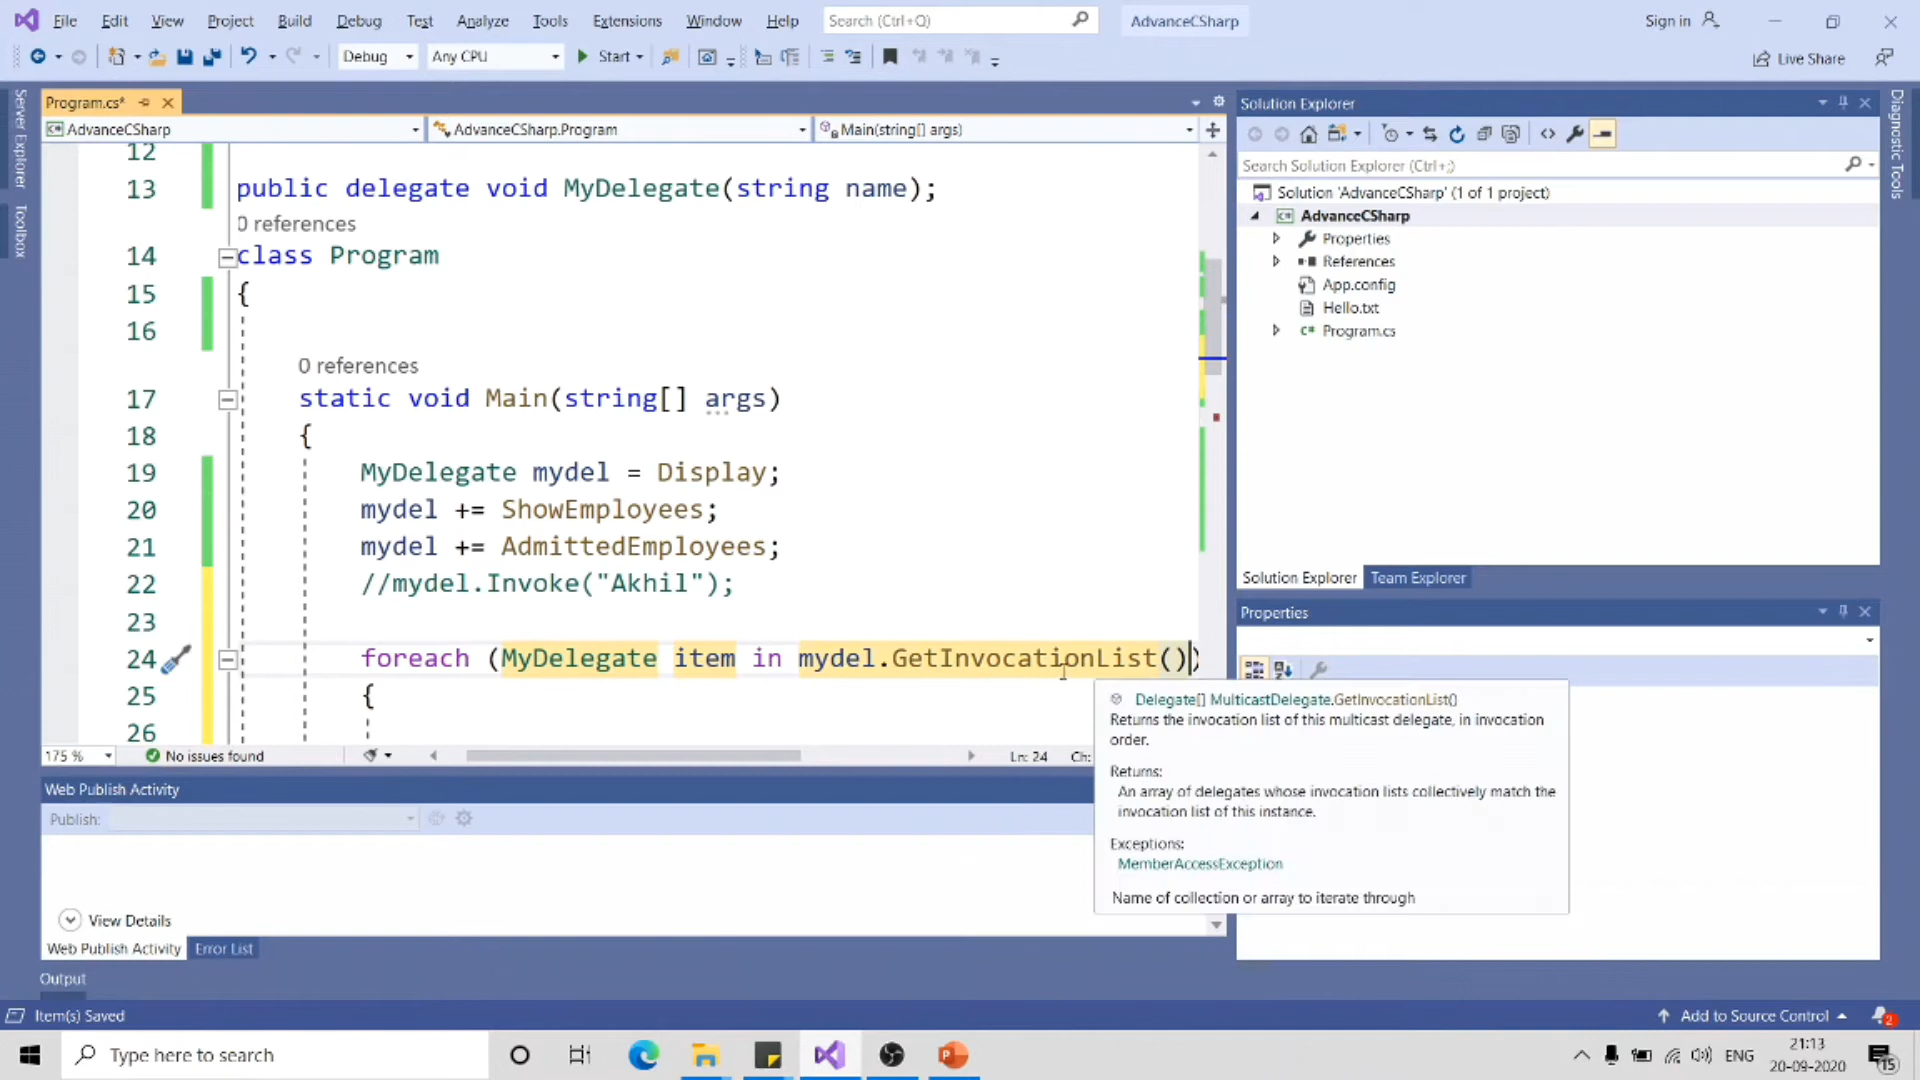 File Edit View Project Build Debug Test Analyze Tools Extensions Window Help Search (Ctrl+Q) AdvanceCSharp Sign in
Debug Any CPU Start Live Share
Server Explorer
Toolbox
Program.cs*
AdvanceCSharp AdvanceCSharp.Program Main(string[] args)
12
13 public delegate void MyDelegate(string name);
0 references
14 class Program
15 {
16
0 references
17 static void Main(string[] args)
18 {
19 MyDelegate mydel = Display;
20 mydel += ShowEmployees;
21 mydel += AdmittedEmployees;
22 //mydel.Invoke("Akhil");
23
24 foreach (MyDelegate item in mydel.GetInvocationList())
25 {
26
175 % No issues found Ln: 24 Ch:
Delegate[] MulticastDelegate.GetInvocationList()
Returns the invocation list of this multicast delegate, in invocation
order.
Returns:
An array of delegates whose invocation lists collectively match the
invocation list of this instance.
Exceptions:
MemberAccessException
Name of collection or array to iterate through
Solution Explorer
Search Solution Explorer (Ctrl+;)
Solution 'AdvanceCSharp' (1 of 1 project)
AdvanceCSharp
Properties
References
App.config
Hello.txt
Program.cs
Solution Explorer Team Explorer
Properties
Diagnostic Tools
Web Publish Activity
Publish:
View Details
Web Publish Activity Error List
Output
Item(s) Saved Add to Source Control 2
Type here to search ENG 21:13
20-09-2020 15